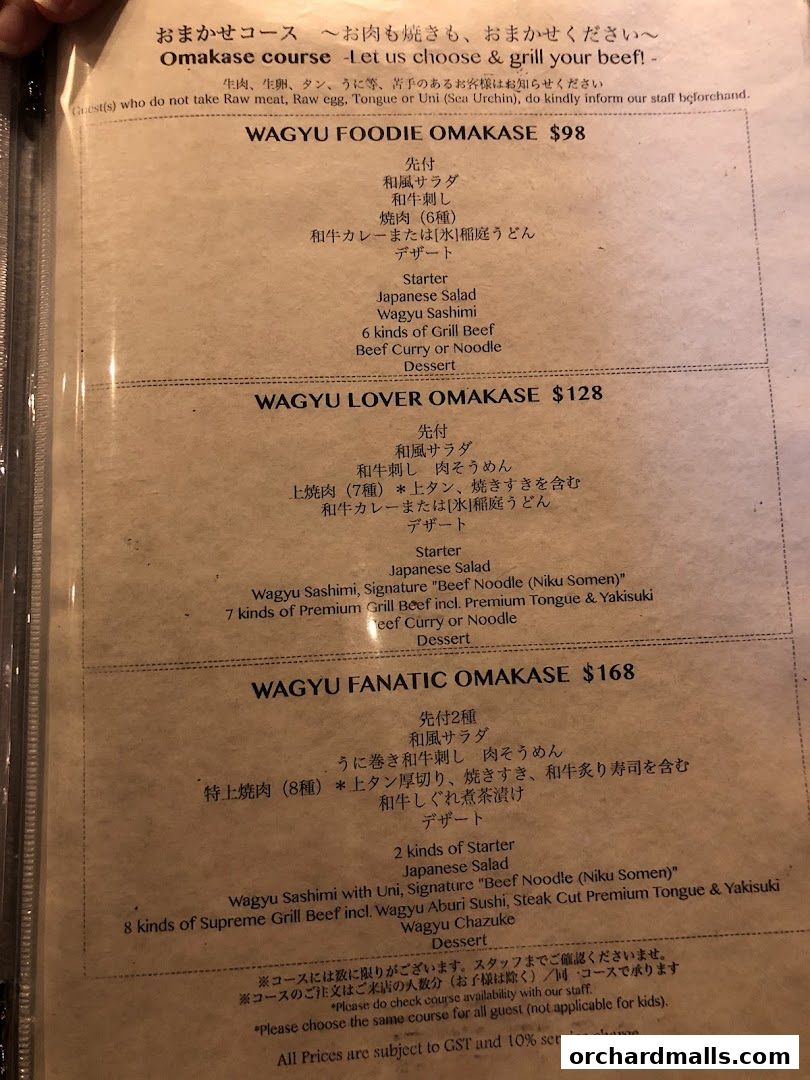 おまかせコース ～お肉も焼きも、おまかせください～
Omakase course -Let us choose & grill your beef! -
生肉、生卵、タン、うに等、苦手のあるお客様はお知らせください
Guest(s) who do not take Raw meat, Raw egg, Tongue or Uni (Sea Urchin), do kindly inform our staff beforehand.
WAGYU FOODIE OMAKASE $98
先付
和風サラダ
和牛刺し
焼肉（6種）
和牛カレーまたは[氷]稲庭うどん
デザート
Starter
Japanese Salad
Wagyu Sashimi
6 kinds of Grill Beef
Beef Curry or Noodle
Dessert
WAGYU LOVER OMAKASE $128
先付
和風サラダ
和牛刺し 肉そうめん
上焼肉（7種）＊上タン、焼きすきを含む
和牛カレーまたは[氷]稲庭うどん
デザート
Starter
Japanese Salad
Wagyu Sashimi, Signature "Beef Noodle (Niku Somen)"
7 kinds of Premium Grill Beef incl. Premium Tongue & Yakisuki
Beef Curry or Noodle
Dessert
WAGYU FANATIC OMAKASE $168
先付2種
和風サラダ
うに巻き和牛刺し 肉そうめん
特上焼肉（8種）＊上タン厚切り、焼きすき、和牛炙り寿司を含む
和牛しぐれ煮茶漬け
デザート
2 kinds of Starter
Japanese Salad
Wagyu Sashimi with Uni, Signature "Beef Noodle (Niku Somen)"
8 kinds of Supreme Grill Beef incl. Wagyu Aburi Sushi, Steak Cut Premium Tongue & Yakisuki
Wagyu Chazuke
Dessert
※コースには数に限りがございます。スタッフまでご確認くださいませ。
※コースのご注文はご来店の人数分（お子様は除く）／同一コースで承ります
*Please do check course availability with our staff.
*Please choose the same course for all guest (not applicable for kids).
All Prices are subject to GST and 10% service charge
orchardmalls.com